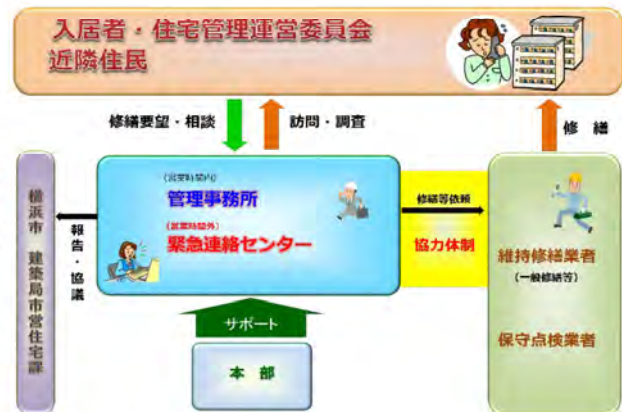 入居者・住宅管理運営委員会
近隣住民
修繕要望・相談
訪問・調査
修 繕
横浜市 建築局市営住宅課
報告・協議
(営業時間内)
管理事務所
(営業時間外)
緊急連絡センター
修繕等依頼
協力体制
維持修繕業者
(一般修繕等)
保守点検業者
サポート
本 部